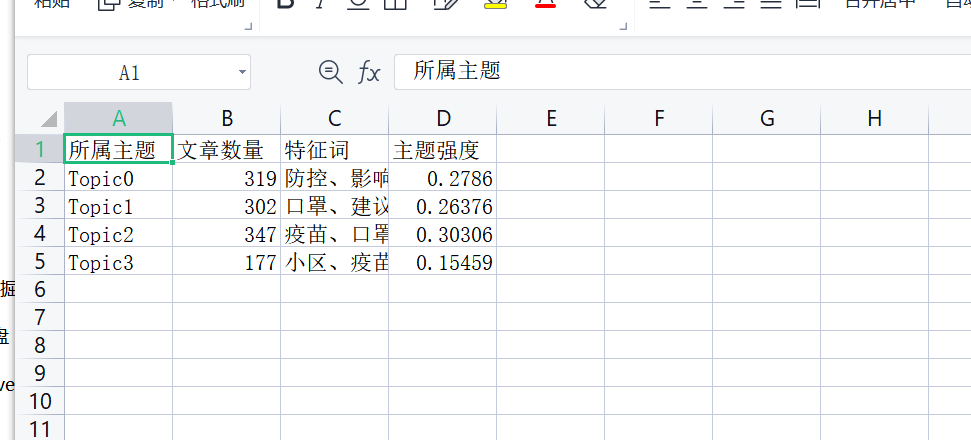 粘贴 复制 格式刷 B I U 合并居中 自动
A1 fx 所属主题
A B C D E F G H
1 所属主题 文章数量 特征词 主题强度
2 Topic0 319 防控、影响 0.2786
3 Topic1 302 口罩、建议 0.26376
4 Topic2 347 疫苗、口罩 0.30306
5 Topic3 177 小区、疫苗 0.15459
6
掘
7
盘
8
9
ve
10
11